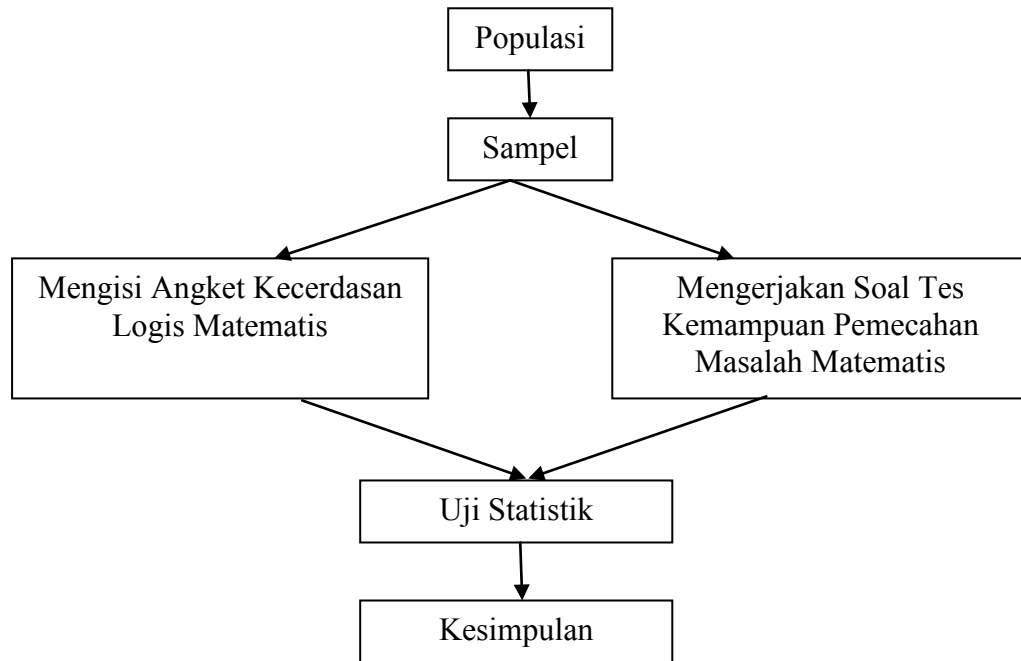 Populasi
Sampel
Mengisi Angket Kecerdasan
Logis Matematis
Mengerjakan Soal Tes
Kemampuan Pemecahan
Masalah Matematis
Uji Statistik
Kesimpulan